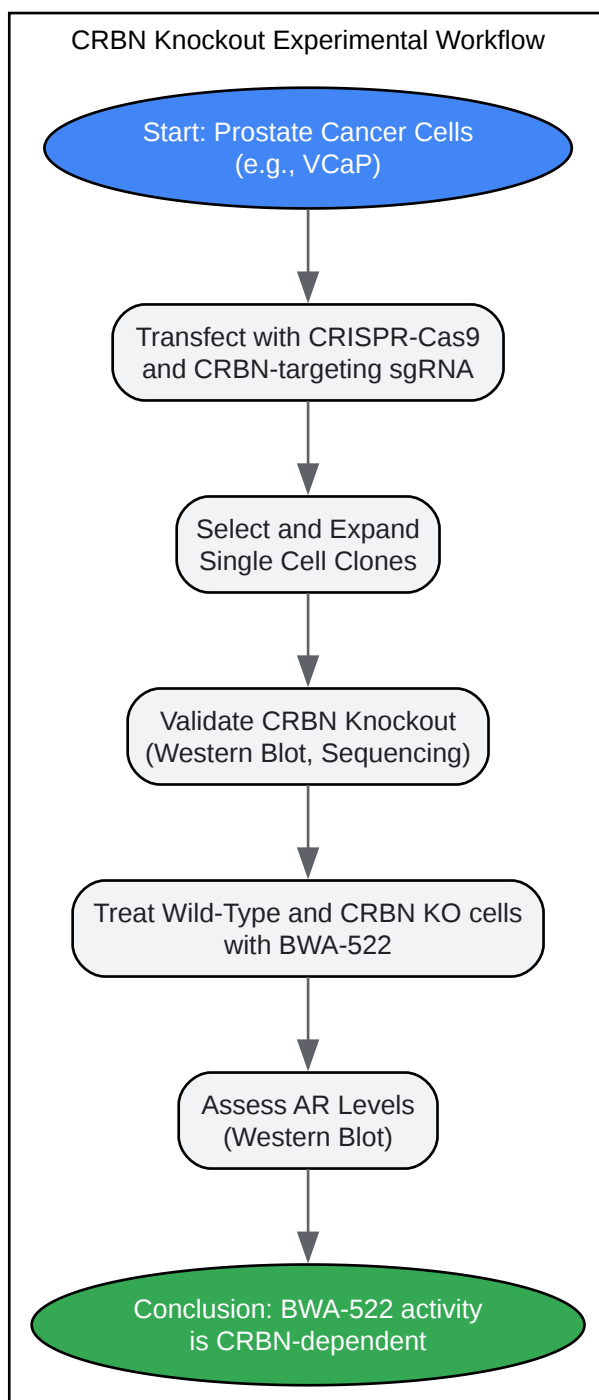 CRBN Knockout Experimental Workflow
Start: Prostate Cancer Cells
(e.g., VCaP)
Transfect with CRISPR-Cas9
and CRBN-targeting sgRNA
Select and Expand
Single Cell Clones
Validate CRBN Knockout
(Western Blot, Sequencing)
Treat Wild-Type and CRBN KO cells
with BWA-522
Assess AR Levels
(Western Blot)
Conclusion: BWA-522 activity
is CRBN-dependent